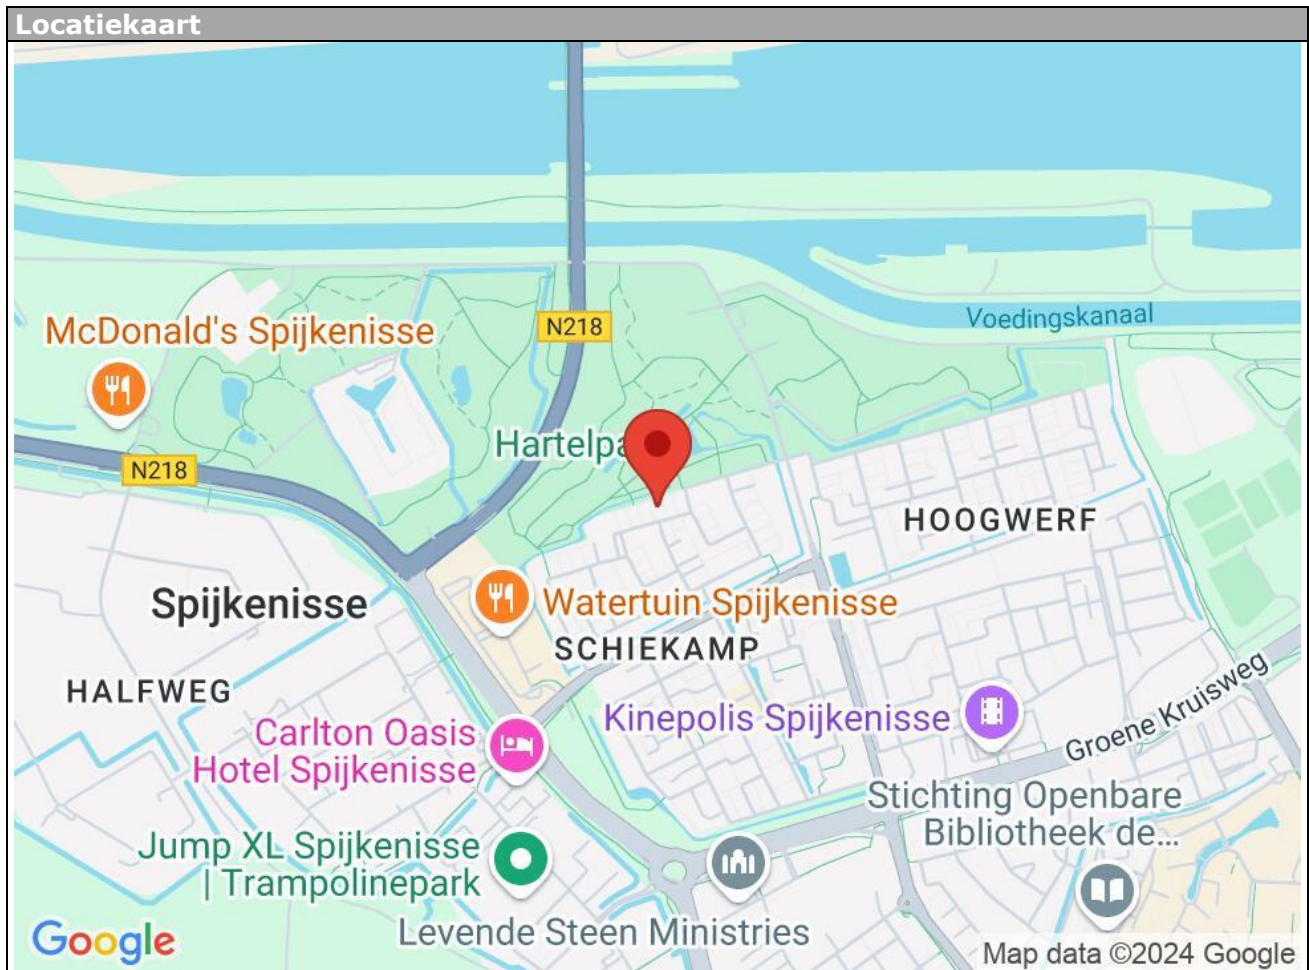 Locatiekaart
Voedingskanaal
McDonald's Spijkenisse
N218
Hartelpa
N218
HOOGWERF
Spijkenisse
Watertuin Spijkenisse
SCHIEKAMP
HALFWEG
Groene Kruisweg
Kinepolis Spijkenisse
Carlton Oasis
Hotel Spijkenisse
Stichting Openbare
Bibliotheek de...
Jump XL Spijkenisse
| Trampolinepark
Levende Steen Ministries
Google
Map data ©2024 Google